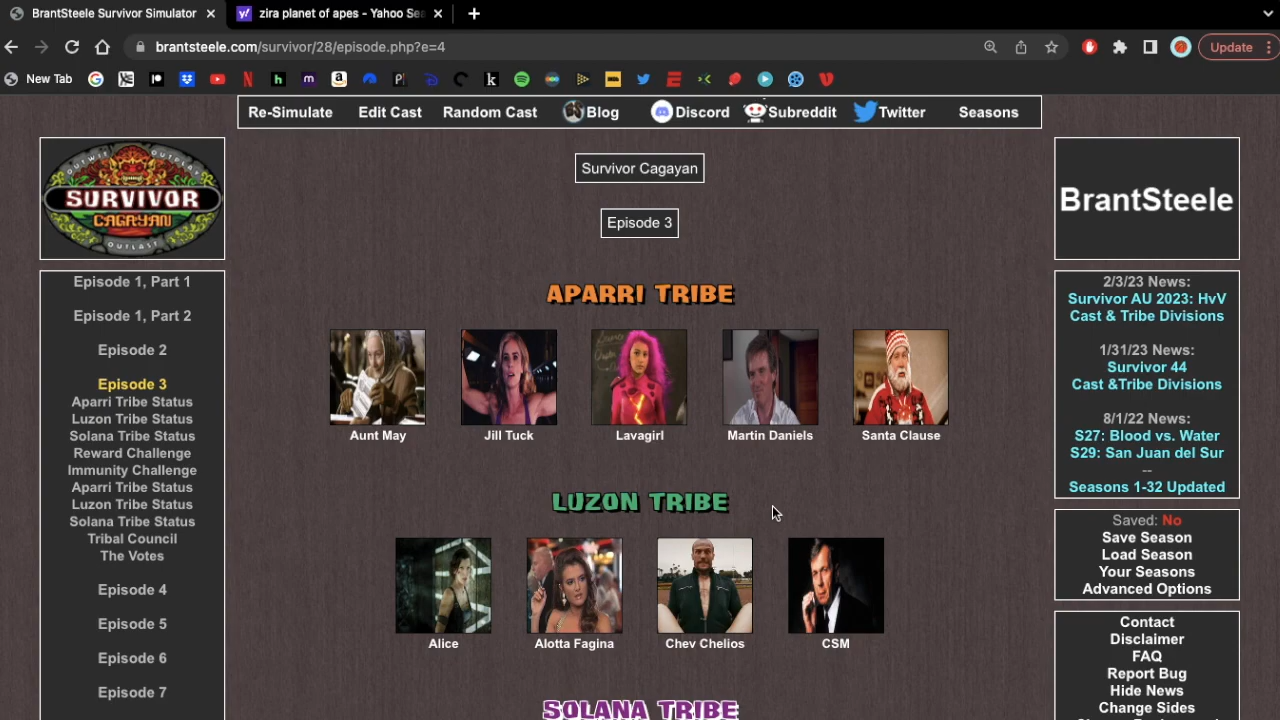 BrantSteele Survivor Simulator
zira planet of apes - Yahoo Se
brantsteele.com/survivor/28/episode.php?e=4
Update
New Tab
Re-Simulate Edit Cast Random Cast Blog Discord Subreddit Twitter Seasons
OUTWIT OUTPLAY
SURVIVOR
CAGAYAN
OUTLAST
Survivor Cagayan
Episode 3
BrantSteele
Episode 1, Part 1
Episode 1, Part 2
Episode 2
Episode 3
Aparri Tribe Status
Luzon Tribe Status
Solana Tribe Status
Reward Challenge
Immunity Challenge
Aparri Tribe Status
Luzon Tribe Status
Solana Tribe Status
Tribal Council
The Votes
Episode 4
Episode 5
Episode 6
Episode 7
APARRI TRIBE
Aunt May
Jill Tuck
Lavagirl
Martin Daniels
Santa Clause
LUZON TRIBE
Alice
Alotta Fagina
Chev Chelios
CSM
SOLANA TRIBE
2/3/23 News:
Survivor AU 2023: HvV
Cast & Tribe Divisions
1/31/23 News:
Survivor 44
Cast &Tribe Divisions
8/1/22 News:
S27: Blood vs. Water
S29: San Juan del Sur
--
Seasons 1-32 Updated
Saved: No
Save Season
Load Season
Your Seasons
Advanced Options
Contact
Disclaimer
FAQ
Report Bug
Hide News
Change Sides